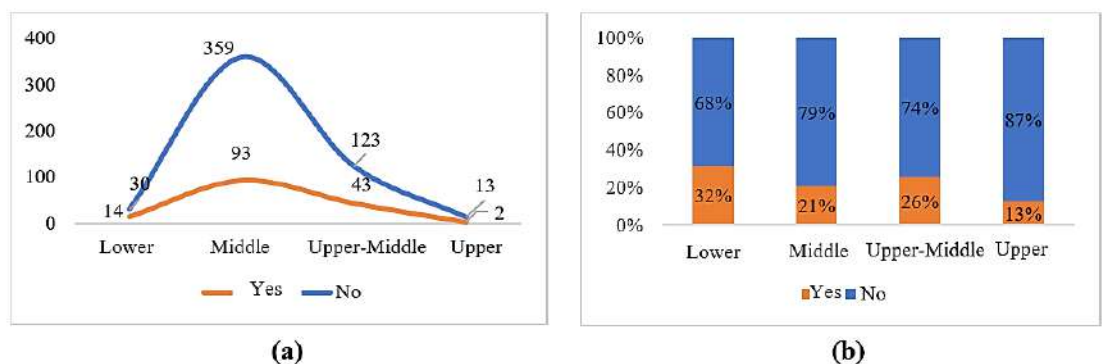 400
300
200
100
0
359
93
123
43
30
14
13
2
Lower Middle Upper-Middle Upper
Yes No
(a)
100%
80%
60%
40%
20%
0%
68% 79% 74% 87%
32% 21% 26% 13%
Lower Middle Upper-Middle Upper
Yes No
(b)